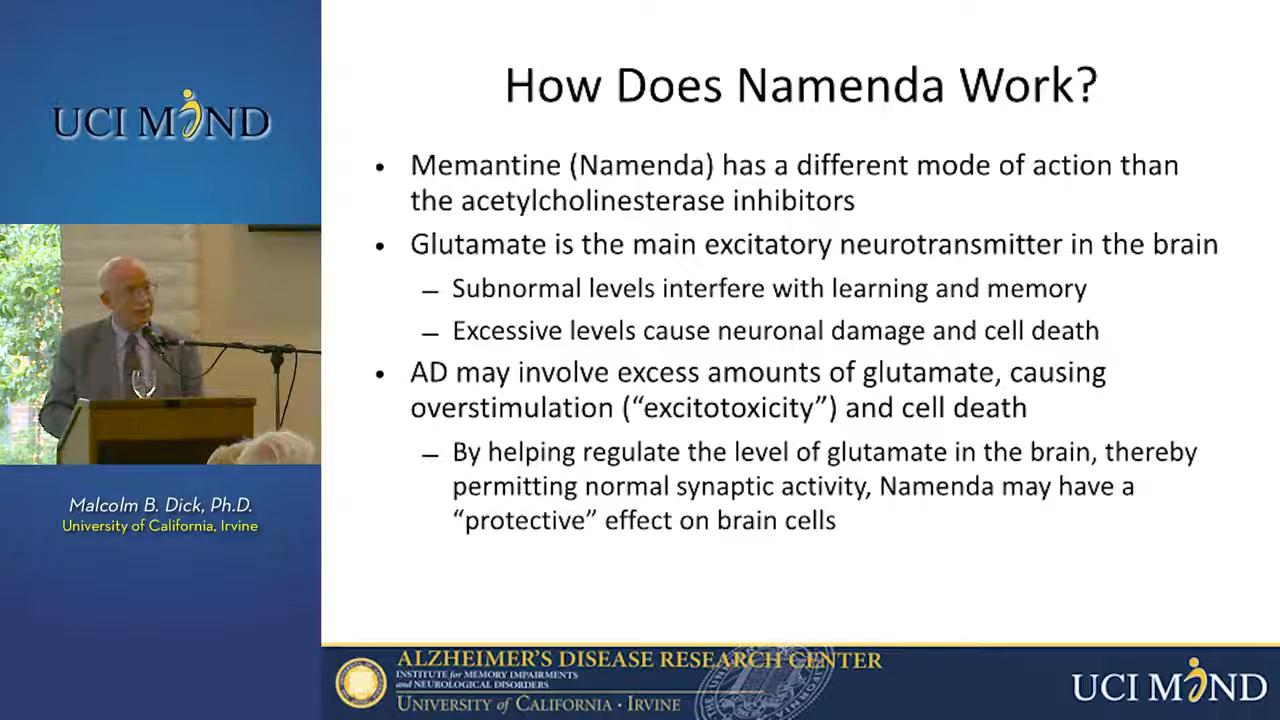 UCI MIND
How Does Namenda Work?
• Memantine (Namenda) has a different mode of action than
the acetylcholinesterase inhibitors
• Glutamate is the main excitatory neurotransmitter in the brain
– Subnormal levels interfere with learning and memory
– Excessive levels cause neuronal damage and cell death
• AD may involve excess amounts of glutamate, causing
overstimulation (“excitotoxicity”) and cell death
– By helping regulate the level of glutamate in the brain, thereby
permitting normal synaptic activity, Namenda may have a
“protective” effect on brain cells
Malcolm B. Dick, Ph.D.
University of California, Irvine
ALZHEIMER'S DISEASE RESEARCH CENTER
INSTITUTE for MEMORY IMPAIRMENTS
and NEUROLOGICAL DISORDERS
UNIVERSITY of CALIFORNIA · IRVINE
UCI MIND